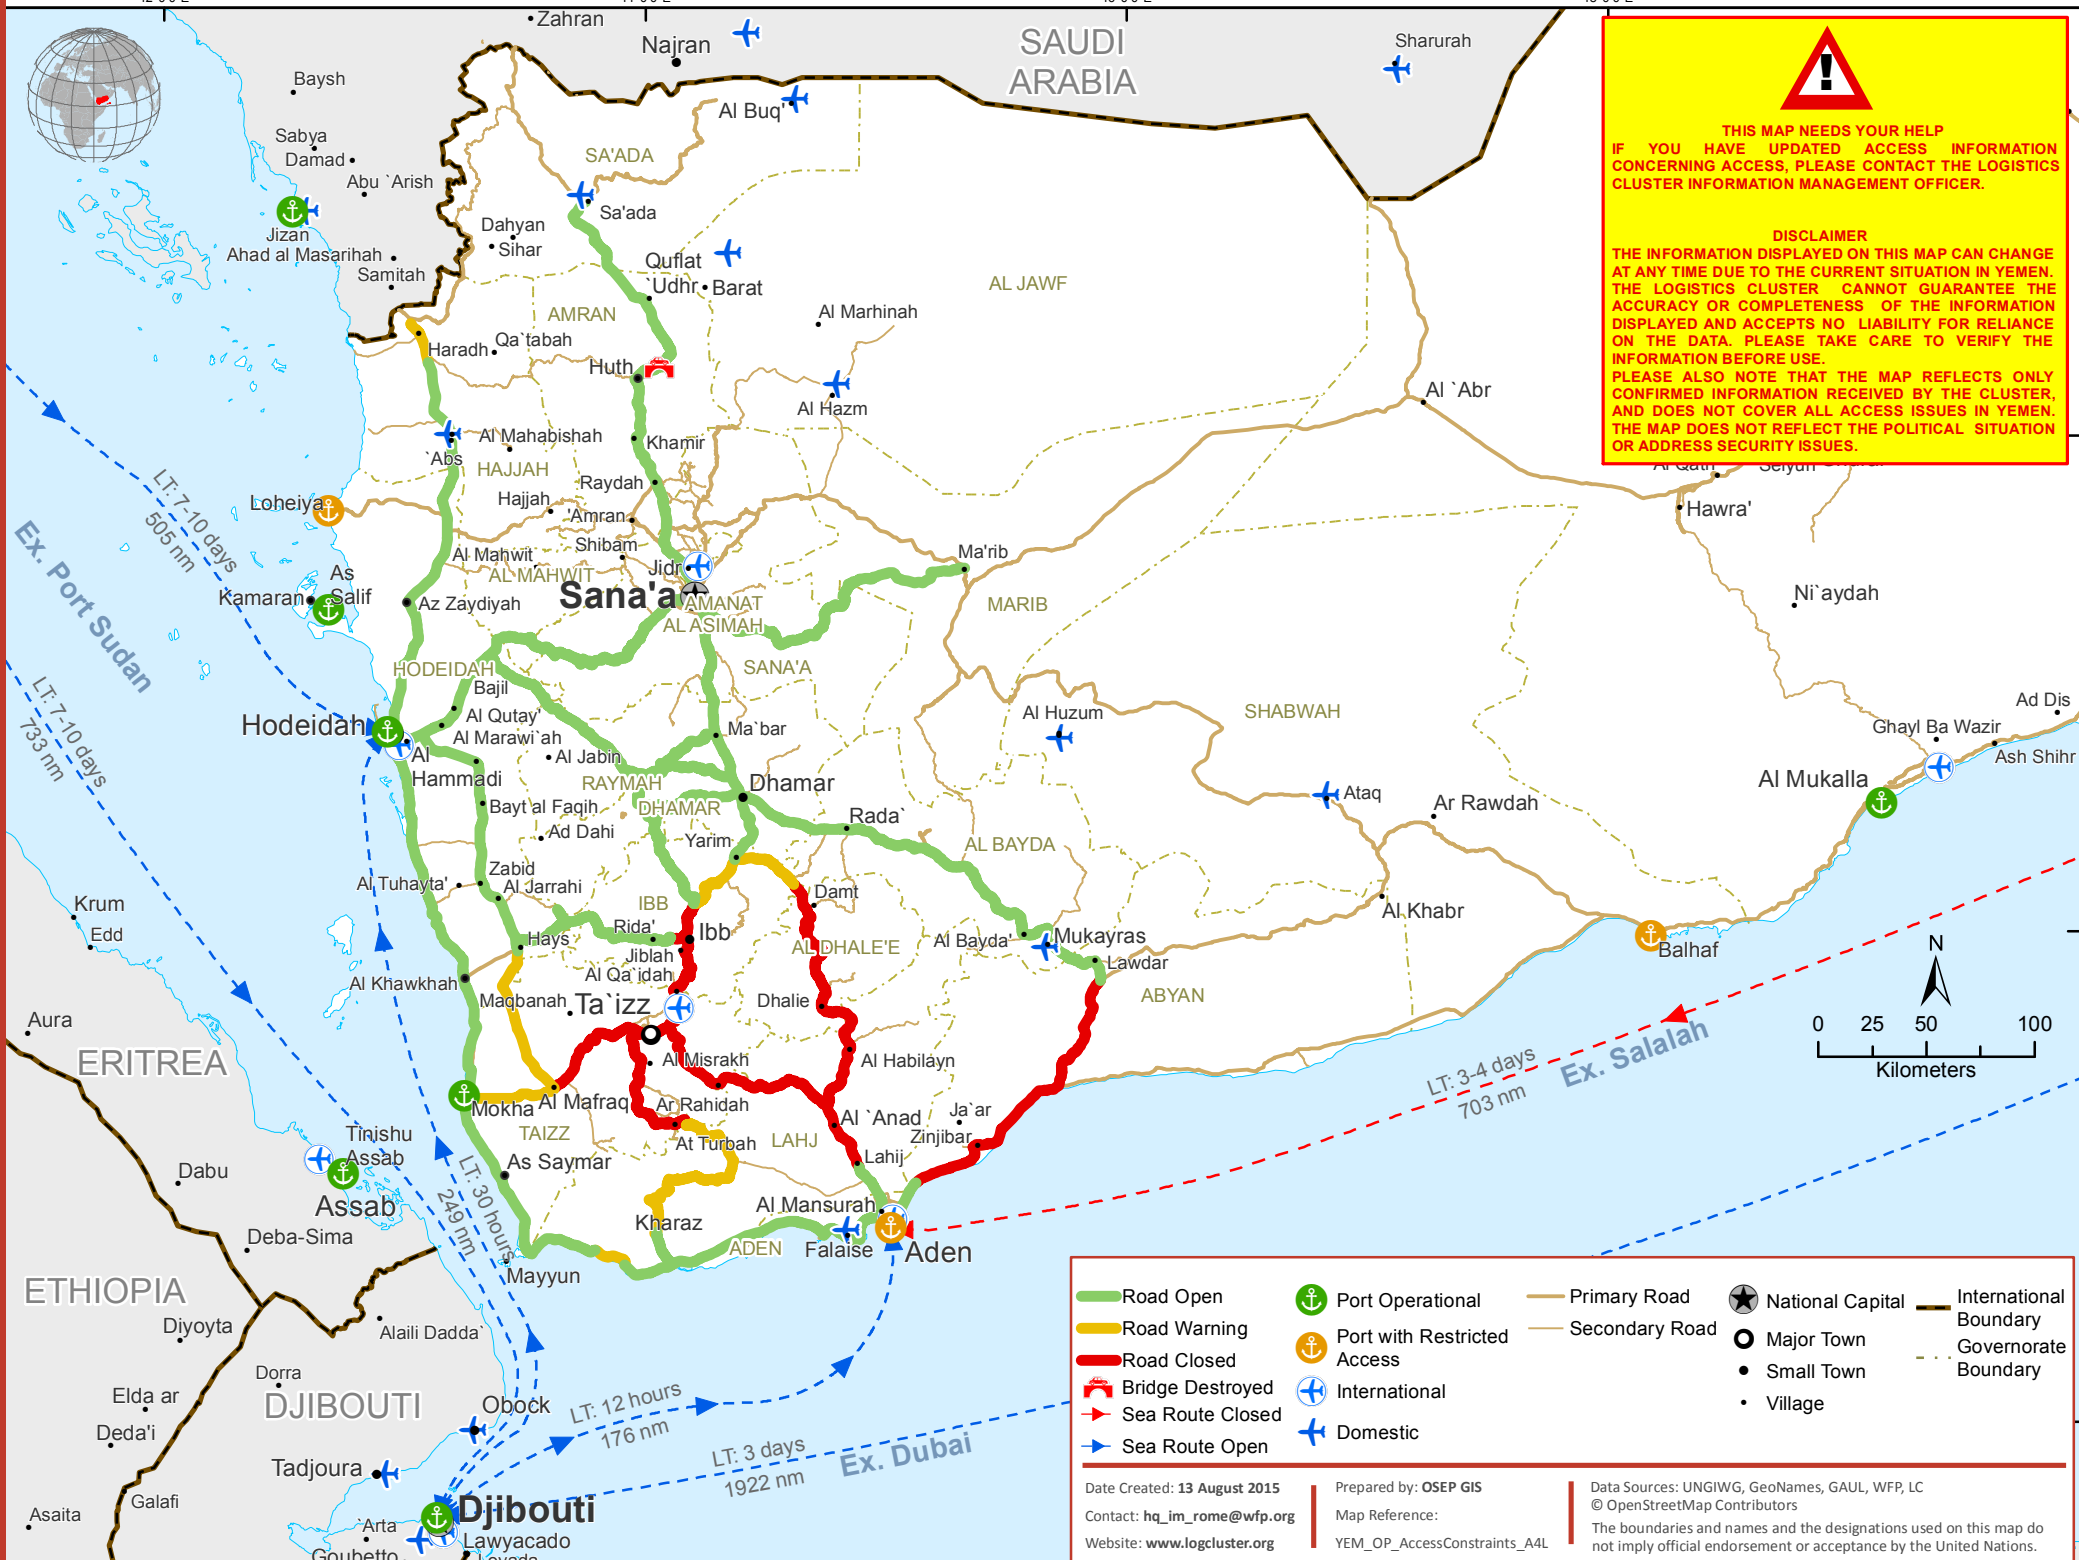 Zahran
Najran
SAUDI
ARABIA
Sharurah
Baysh
Al Buq'
Sabya
Damad
SA'ADA
Abu `Arish
Sa'ada
Jizan
Dahyan
Sihar
Ahad al Masarihah
Samitah
Quflat
`Udhr
Barat
AL JAWF
AMRAN
Al Marhinah
Haradh
Qa`tabah
Huth
Al Hazm
Al `Abr
Al Mahabishah
`Abs
Khamir
HAJJAH
Raydah
Hajjah
'Amran
Loheiya
Hawra'
Al Mahwit
Shibam
AL MAHWIT
Jidr
Ma'rib
As
Salif
Kamaran
Az Zaydiyah
Sana'a
AMANAT
AL ASIMAH
MARIB
Ni`aydah
HODEIDAH
SANA'A
Bajil
Al Qutay'
Al Marawi`ah
Hodeidah
Al
Hammadi
Al Jabin
Ma`bar
Al Huzum
SHABWAH
Ad Dis
Ghayl Ba Wazir
Ash Shihr
Al Mukalla
RAYMAH
DHAMAR
Dhamar
Bayt al Faqih
Ad Dahi
Rada`
Ataq
Ar Rawdah
Yarim
AL BAYDA
Zabid
Al Tuhayta'
Al Jarrahi
Damt
IBB
Al Khabr
Hays
Rida'
Ibb
AL DHALE'E
Al Bayda'
Mukayras
Balhaf
Jiblah
Al Qa`idah
Lawdar
Al Khawkhah
Maqbanah
Ta`izz
Dhalie
ABYAN
Al Misrakh
Al Habilayn
Mokha
Al Mafraq
Ar Rahidah
Al `Anad
Ja`ar
TAIZZ
At Turbah
LAHJ
Zinjibar
As Saymar
Lahij
Kharaz
Al Mansurah
ADEN
Falaise
Aden
Mayyun
Krum
Edd
Aura
ERITREA
Tinishu
Assab
Dabu
Assab
Deba-Sima
ETHIOPIA
Diyoyta
Alaili Dadda`
Dorra
Elda ar
DJIBOUTI
Obock
Deda'i
Tadjoura
Galafi
Asaita
Djibouti
`Arta
Lawyacado
Goubetto
Ex. Port Sudan
LT: 7-10 days
505 nm
LT: 7-10 days
733 nm
LT: 30 hours
249 nm
LT: 12 hours
176 nm
LT: 3 days
1922 nm
Ex. Dubai
LT: 3-4 days
703 nm
Ex. Salalah
N
0 25 50 100
Kilometers
!
THIS MAP NEEDS YOUR HELP
IF YOU HAVE UPDATED ACCESS INFORMATION
CONCERNING ACCESS, PLEASE CONTACT THE LOGISTICS
CLUSTER INFORMATION MANAGEMENT OFFICER.
DISCLAIMER
THE INFORMATION DISPLAYED ON THIS MAP CAN CHANGE
AT ANY TIME DUE TO THE CURRENT SITUATION IN YEMEN.
THE LOGISTICS CLUSTER CANNOT GUARANTEE THE
ACCURACY OR COMPLETENESS OF THE INFORMATION
DISPLAYED AND ACCEPTS NO LIABILITY FOR RELIANCE
ON THE DATA. PLEASE TAKE CARE TO VERIFY THE
INFORMATION BEFORE USE.
PLEASE ALSO NOTE THAT THE MAP REFLECTS ONLY
CONFIRMED INFORMATION RECEIVED BY THE CLUSTER,
AND DOES NOT COVER ALL ACCESS ISSUES IN YEMEN.
THE MAP DOES NOT REFLECT THE POLITICAL SITUATION
OR ADDRESS SECURITY ISSUES.
Road Open
Road Warning
Road Closed
Bridge Destroyed
Sea Route Closed
Sea Route Open
Port Operational
Port with Restricted
Access
International
Domestic
Primary Road
Secondary Road
National Capital
Major Town
Small Town
Village
International
Boundary
Governorate
Boundary
Date Created: 13 August 2015
Contact: hq_im_rome@wfp.org
Website: www.logcluster.org
Prepared by: OSEP GIS
Map Reference:
YEM_OP_AccessConstraints_A4L
Data Sources: UNGIWG, GeoNames, GAUL, WFP, LC
© OpenStreetMap Contributors
The boundaries and names and the designations used on this map do
not imply official endorsement or acceptance by the United Nations.